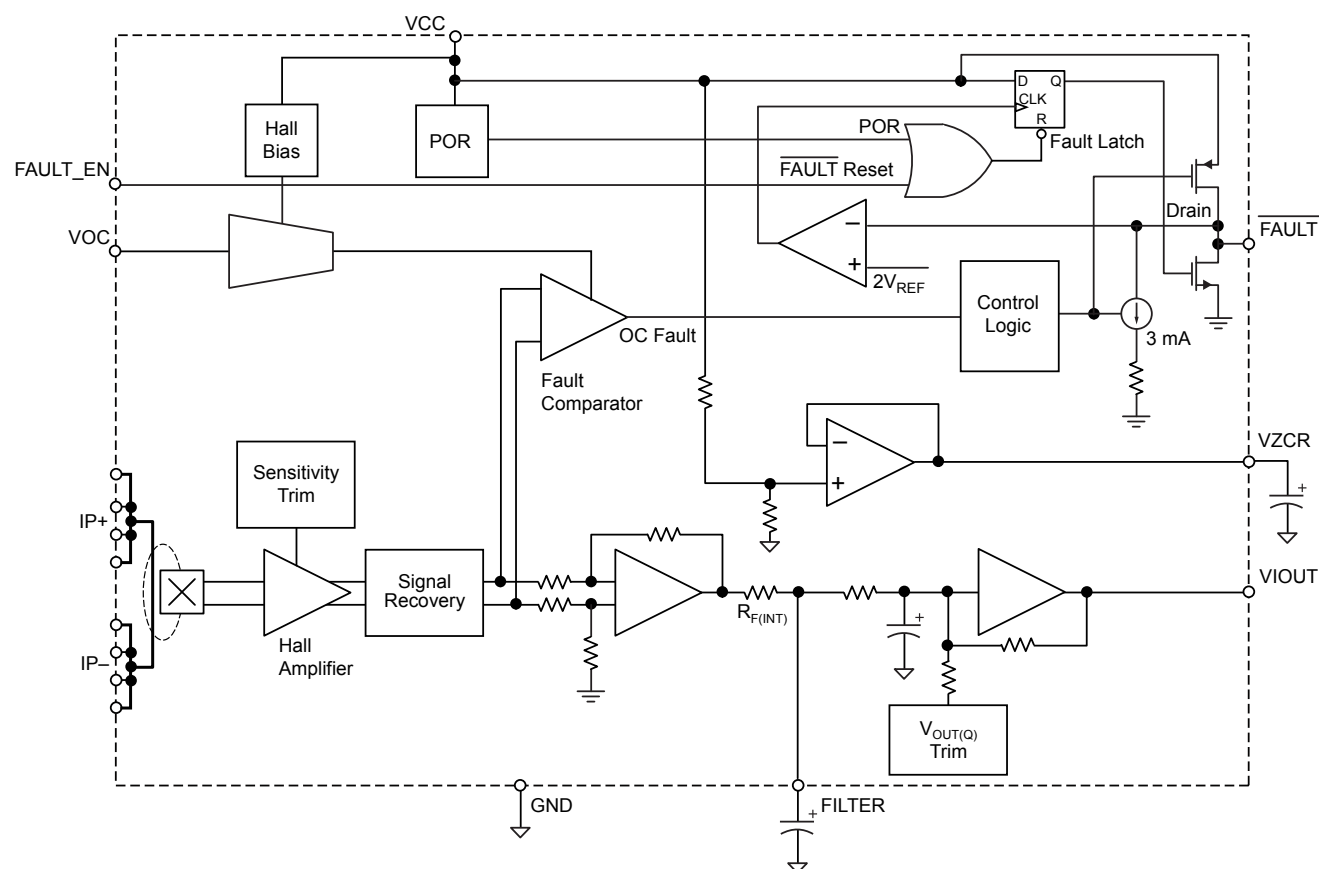 VCC
Hall
Bias
POR
POR
D Q
CLK
R
Fault Latch
FAULT_EN
FAULT Reset
Drain
FAULT
VOC
−
+
2VREF
Control
Logic
3 mA
OC Fault
Fault
Comparator
−
+
VZCR
+
Sensitivity
Trim
IP+
Signal
Recovery
RF(INT)
VIOUT
+
Hall
Amplifier
IP–
VOUT(Q)
Trim
GND
FILTER
+